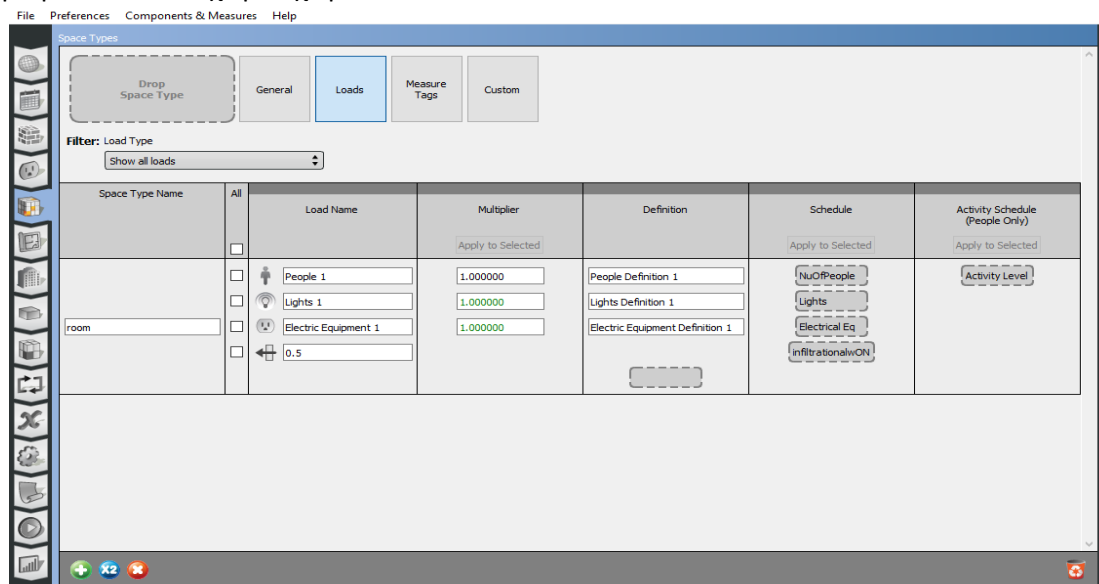 File Preferences Components & Measures Help
Space Types
Drop
Space Type
General
Loads
Measure
Tags
Custom
Filter: Load Type
Show all loads
Space Type Name
All
Load Name
Multiplier
Definition
Schedule
Activity Schedule
(People Only)
Apply to Selected
Apply to Selected
Apply to Selected
room
People 1
1.000000
People Definition 1
NuOfPeople
Activity Level
Lights 1
1.000000
Lights Definition 1
Lights
Electric Equipment 1
1.000000
Electric Equipment Definition 1
Electrical Eq
0.5
infiltrationalwON
X2